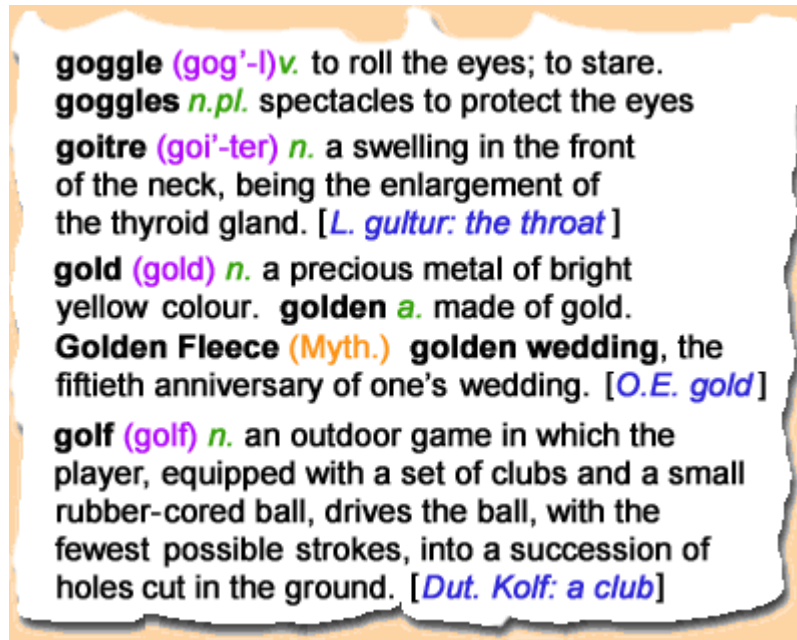 goggle (gog’-l)v. to roll the eyes; to stare.
goggles n.pl. spectacles to protect the eyes
goitre (goi’-ter) n. a swelling in the front
of the neck, being the enlargement of
the thyroid gland. [L. gultur: the throat ]
gold (gold) n. a precious metal of bright
yellow colour. golden a. made of gold.
Golden Fleece (Myth.) golden wedding, the
fiftieth anniversary of one’s wedding. [O.E. gold ]
golf (golf) n. an outdoor game in which the
player, equipped with a set of clubs and a small
rubber-cored ball, drives the ball, with the
fewest possible strokes, into a succession of
holes cut in the ground. [Dut. Kolf: a club]